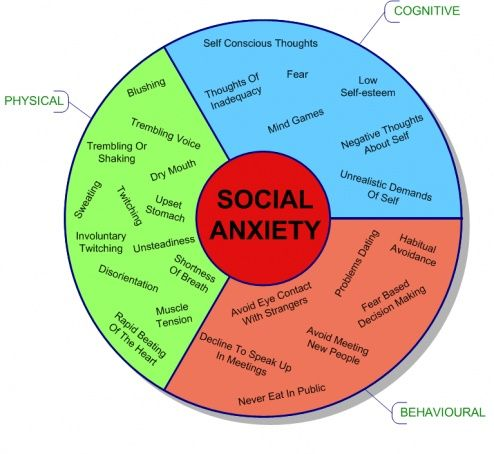 COGNITIVE
Self Conscious Thoughts
Fear
Thoughts Of
Inadequacy
Low
Self-esteem
Mind Games
Negative Thoughts
About Self
Unrealistic Demands
Of Self
PHYSICAL
Blushing
Trembling Voice
Trembling Or
Shaking
Dry Mouth
Sweating
Twitching
Upset
Stomach
Involuntary
Twitching
Unsteadiness
Shortness
Of Breath
Disorientation
Muscle
Tension
Rapid Beating
Of The Heart
SOCIAL
ANXIETY
Problems Dating
Habitual
Avoidance
Avoid Eye Contact
With Strangers
Fear Based
Decision Making
Avoid Meeting
New People
Decline To Speak Up
In Meetings
Never Eat In Public
BEHAVIOURAL